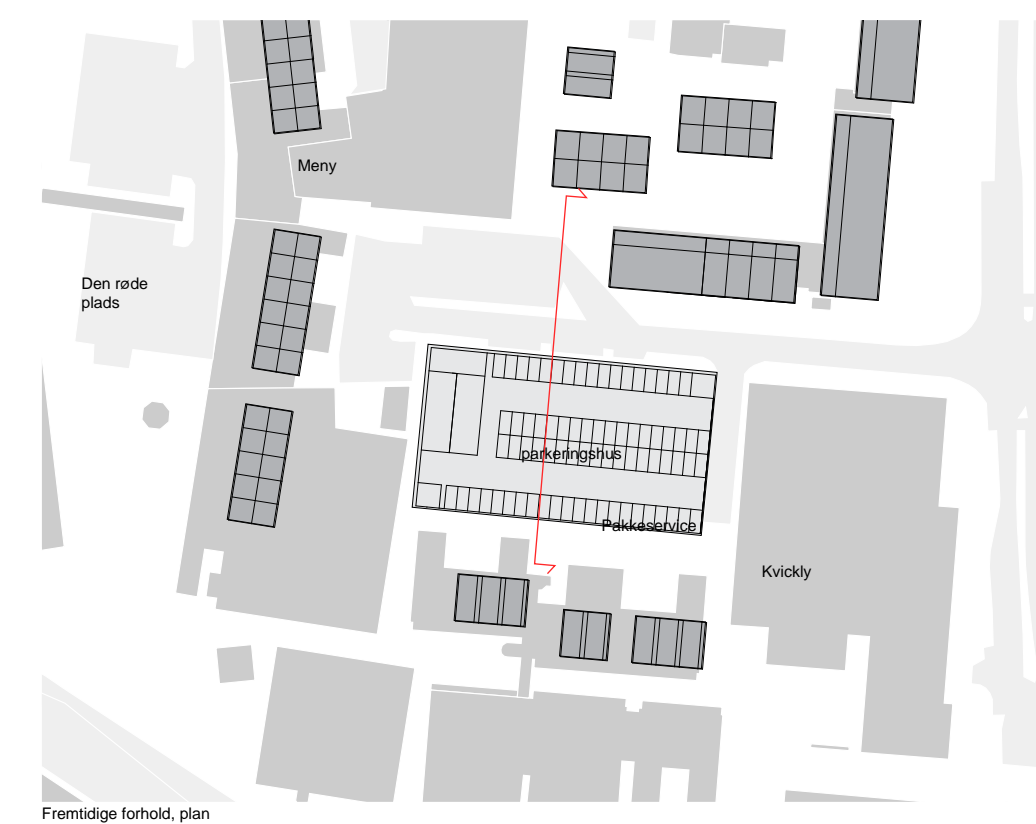 Meny
Den røde
plads
parkeringshus
Pakkeservice
Kvickly
Fremtidige forhold, plan